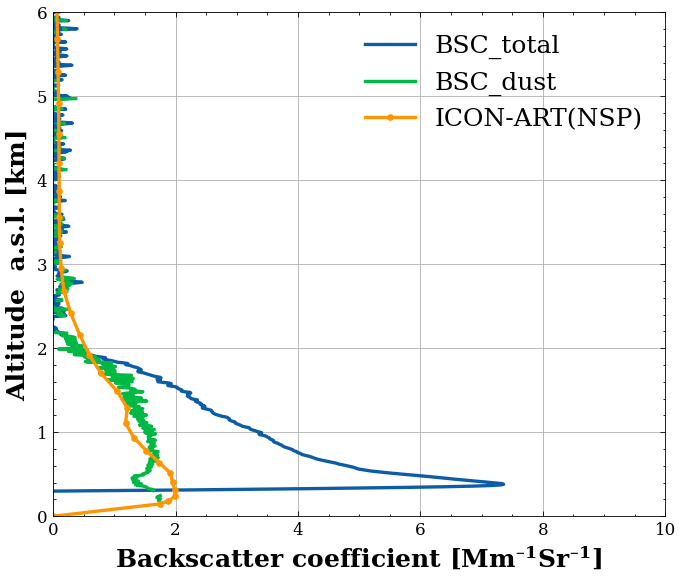 6
5
4
3
2
1
0
Altitude a.s.l. [km]
BSC_total
BSC_dust
ICON-ART(NSP)
0 2 4 6 8 10
Backscatter coefficient [Mm⁻¹Sr⁻¹]